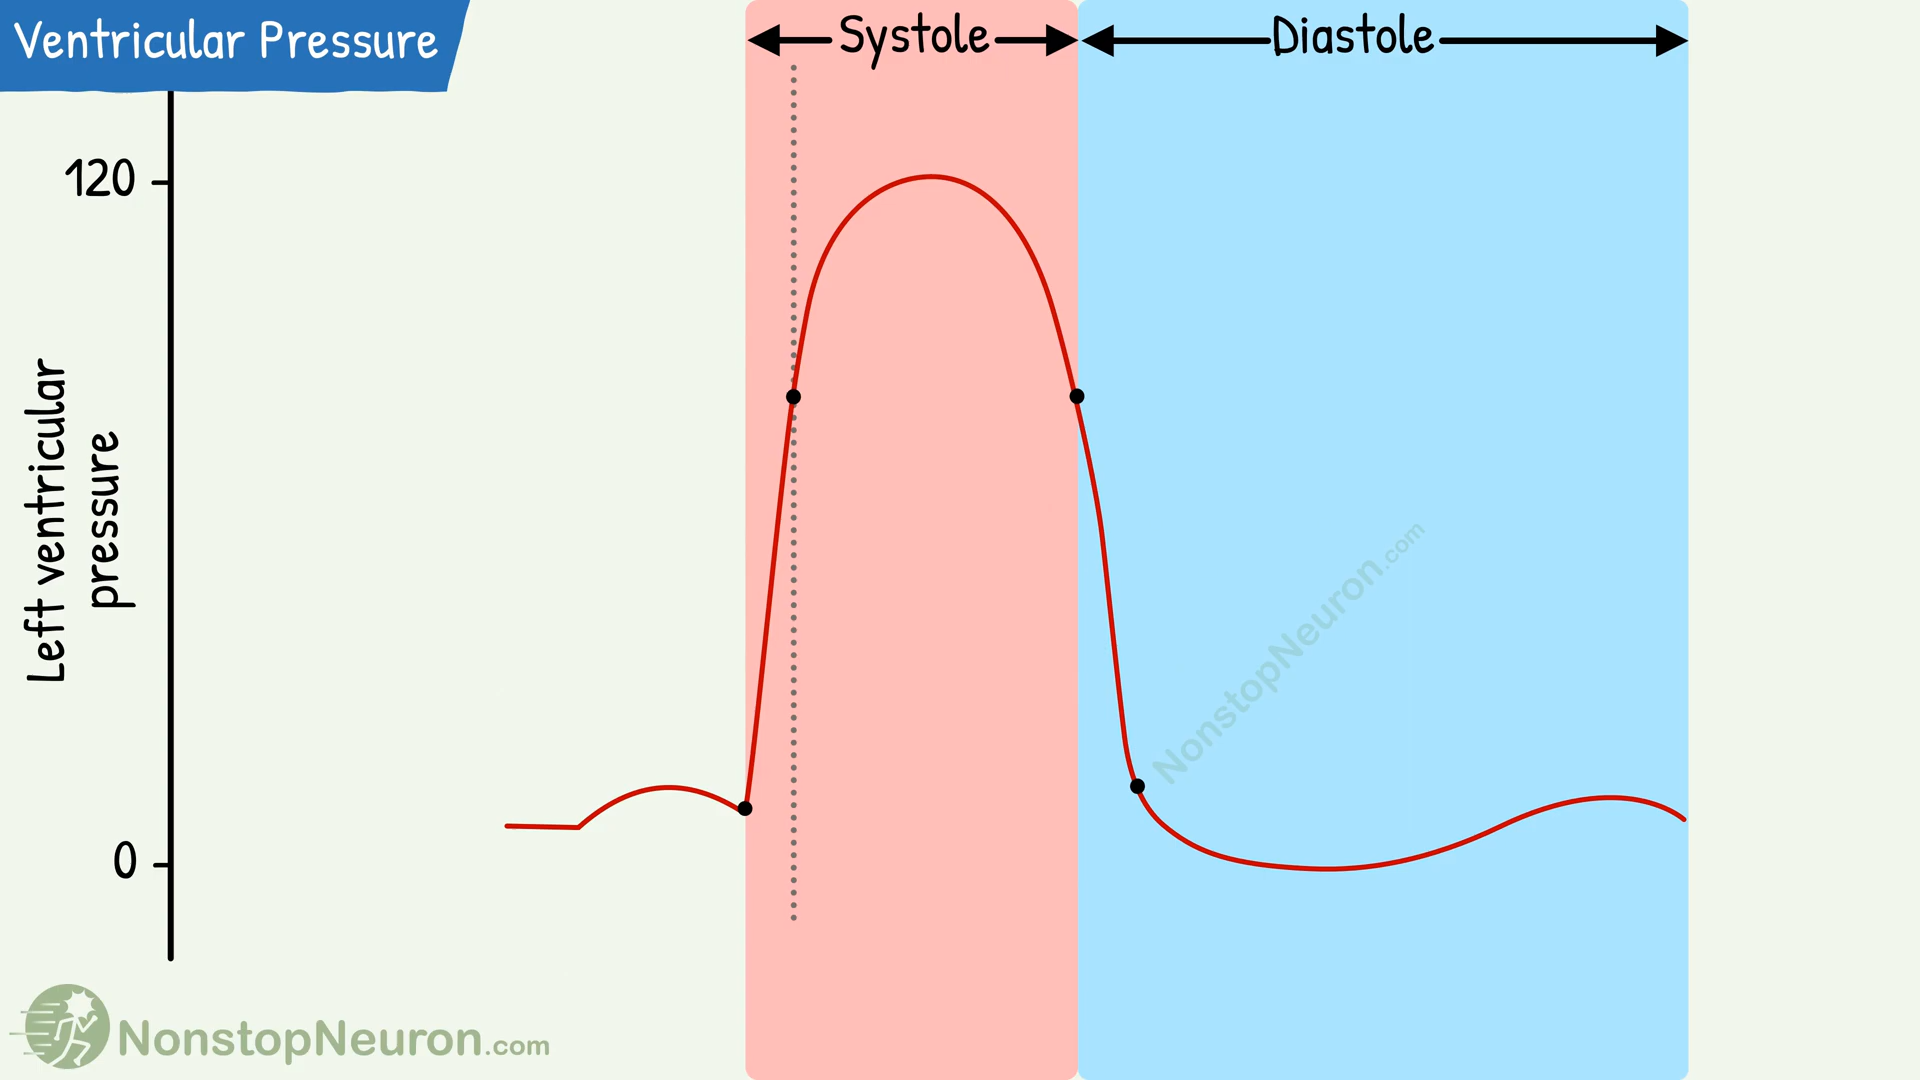 Ventricular Pressure
Systole
Diastole
120
Left ventricular
pressure
0
NonstopNeuron.com
NonstopNeuron.com